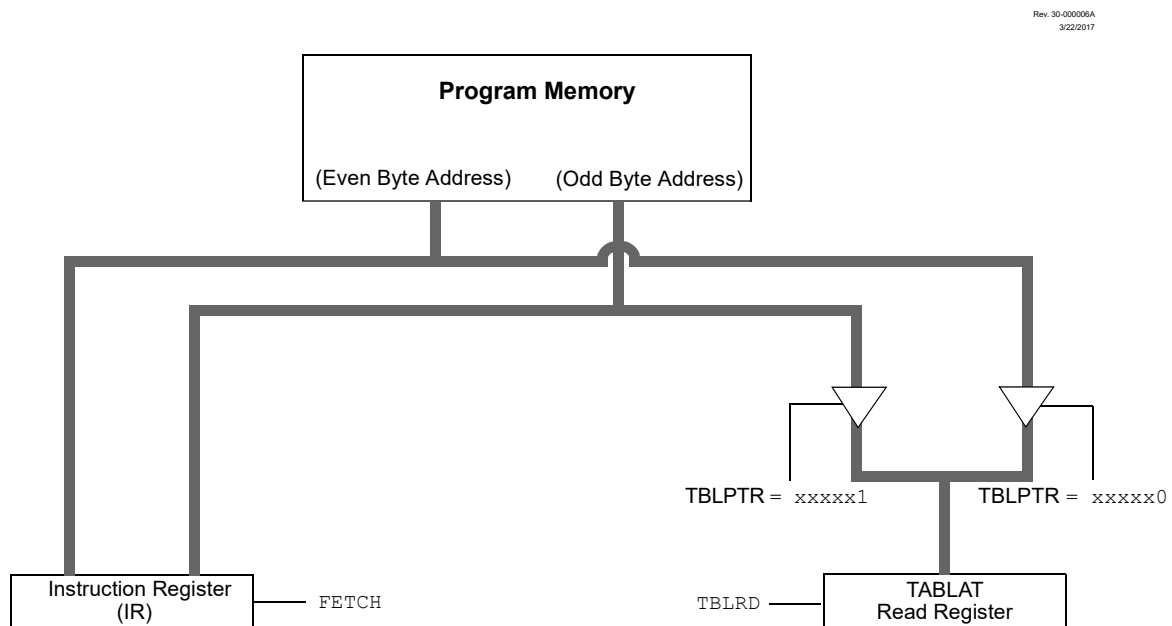 Rev. 30-000006A
3/22/2017
Program Memory
(Even Byte Address) (Odd Byte Address)
TBLPTR = xxxxx1 TBLPTR = xxxxx0
Instruction Register
(IR)
FETCH
TBLRD
TABLAT
Read Register